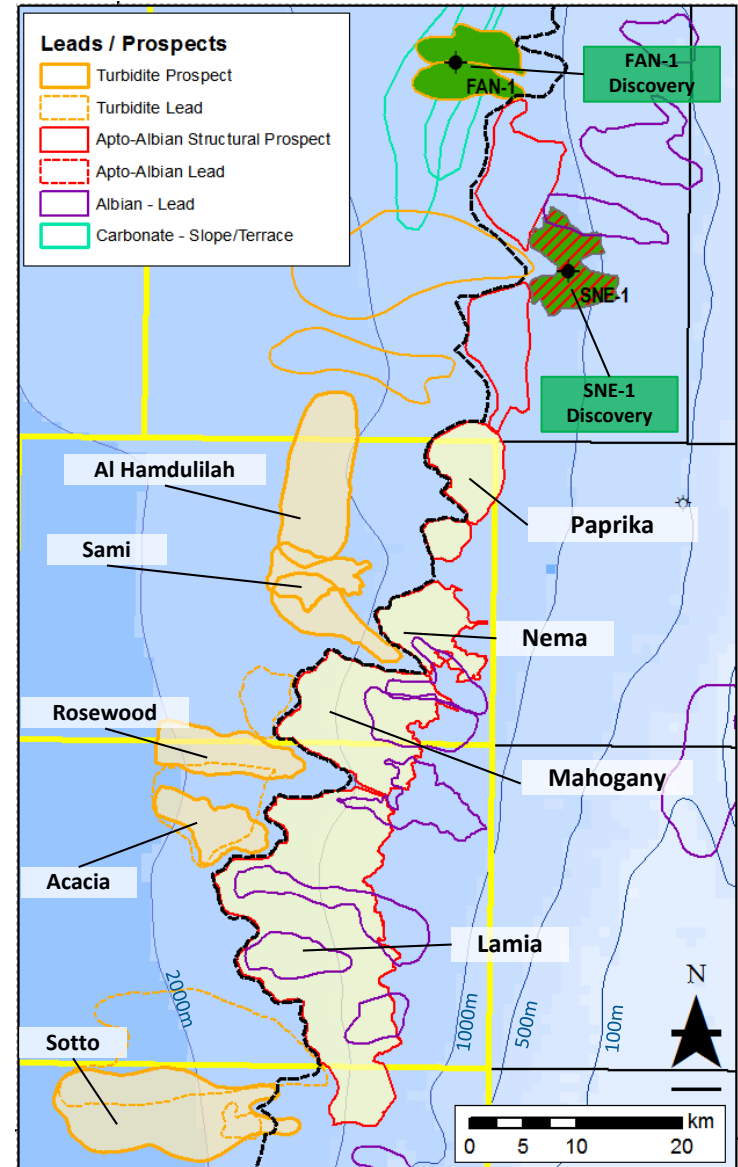 Leads / Prospects
Turbidite Prospect
Turbidite Lead
Apto-Albian Structural Prospect
Apto-Albian Lead
Albian - Lead
Carbonate - Slope/Terrace
FAN-1
Discovery
FAN-1
SNE-1
SNE-1
Discovery
Al Hamdulilah
Paprika
Sami
Nema
Rosewood
Mahogany
Acacia
Lamia
2000m
1000m
500m
100m
N
Sotto
km
0 5 10 20